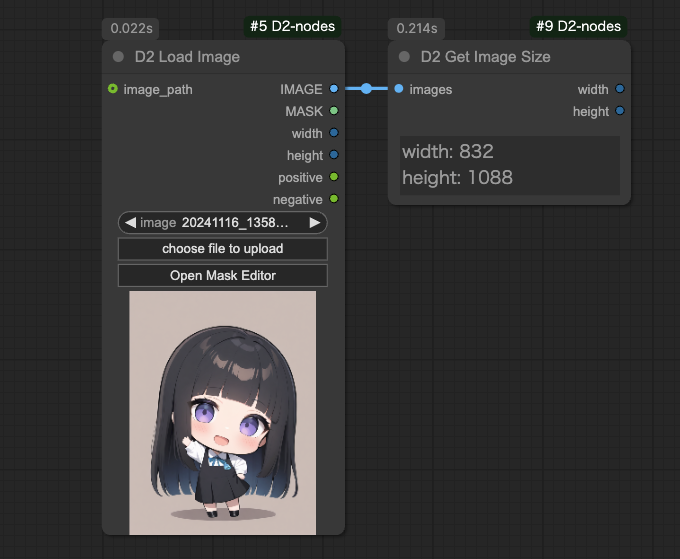 0.022s
#5 D2-nodes
D2 Load Image
image_path
IMAGE
MASK
width
height
positive
negative
image 20241116_1358...
choose file to upload
Open Mask Editor
0.214s
#9 D2-nodes
D2 Get Image Size
images
width
height
width: 832
height: 1088